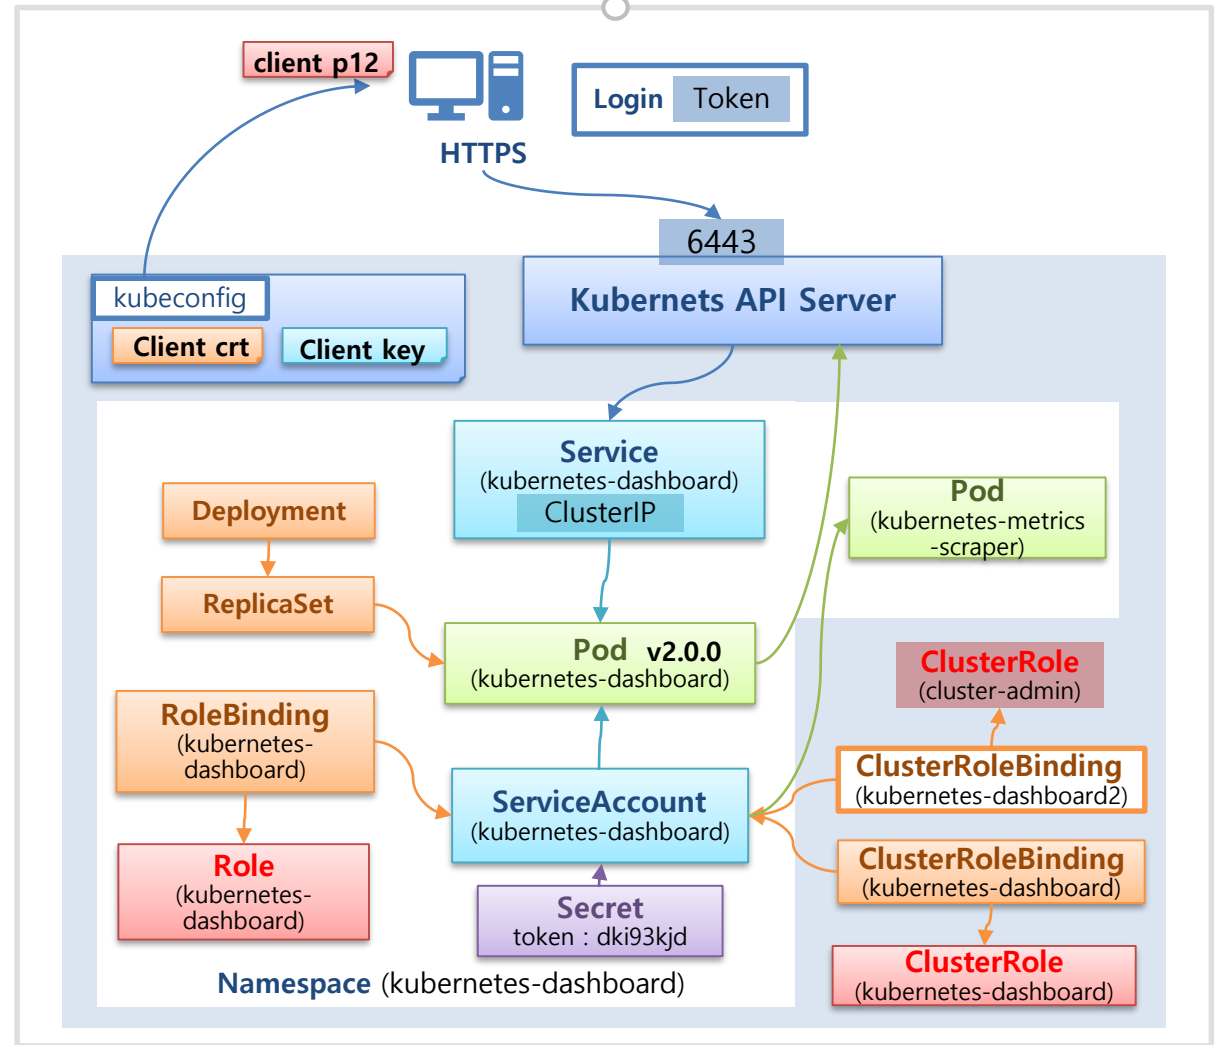 client p12
Login Token
HTTPS
6443
Kubernets API Server
kubeconfig
Client crt
Client key
Service
(kubernetes-dashboard)
ClusterIP
Pod
(kubernetes-metrics
-scraper)
Deployment
ReplicaSet
Pod v2.0.0
(kubernetes-dashboard)
ClusterRole
(cluster-admin)
RoleBinding
(kubernetes-
dashboard)
ServiceAccount
(kubernetes-dashboard)
ClusterRoleBinding
(kubernetes-dashboard2)
Role
(kubernetes-
dashboard)
ClusterRoleBinding
(kubernetes-dashboard)
Secret
token : dki93kjd
ClusterRole
(kubernetes-dashboard)
Namespace (kubernetes-dashboard)